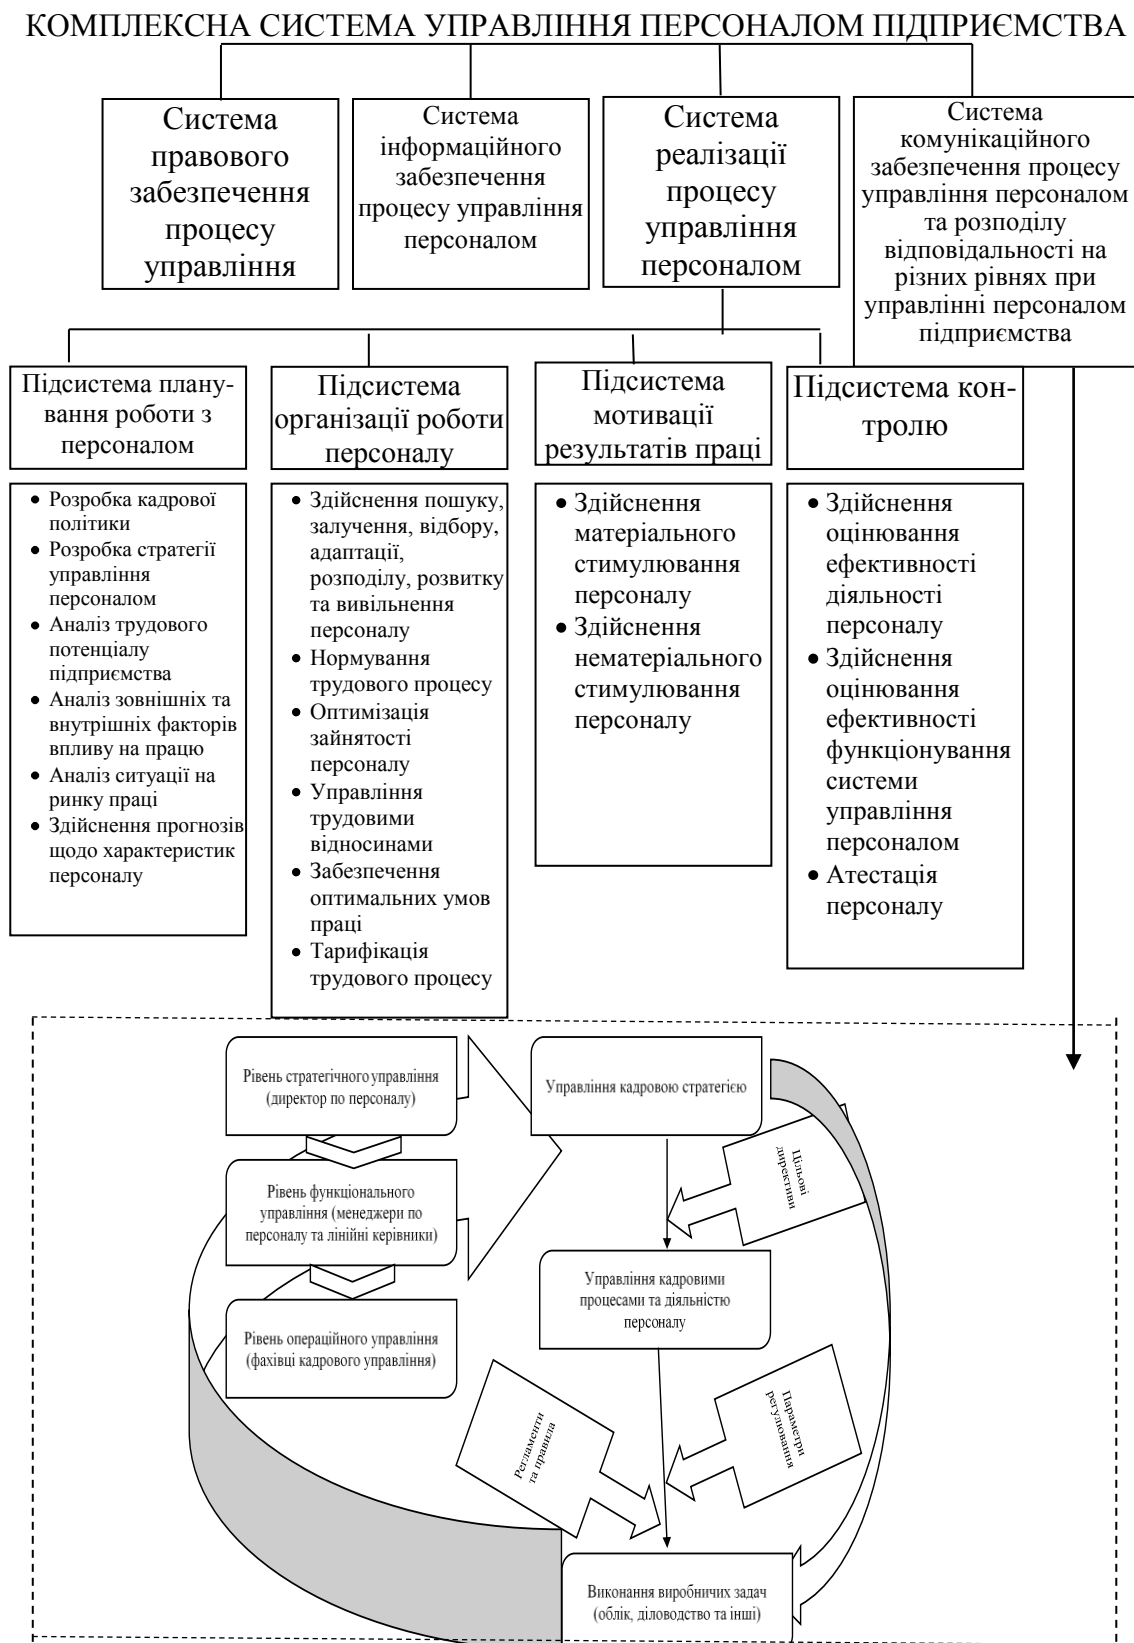 КОМПЛЕКСНА СИСТЕМА УПРАВЛІННЯ ПЕРСОНАЛОМ ПІДПРИЄМСТВА
Система
правового
забезпечення
процесу
управління
Система
інформаційного
забезпечення
процесу управління
персоналом
Система
реалізації
процесу
управління
персоналом
Система
комунікаційного
забезпечення процесу
управління персоналом
та розподілу
відповідальності на
різних рівнях при
управлінні персоналом
підприємства
Підсистема плану-
вання роботи з
персоналом
Підсистема
організації роботи
персоналу
Підсистема
мотивації
результатів праці
Підсистема кон-
тролю
• Розробка кадрової
політики
• Розробка стратегії
управління
персоналом
• Аналіз трудового
потенціалу
підприємства
• Аналіз зовнішніх та
внутрішніх факторів
впливу на працю
• Аналіз ситуації на
ринку праці
• Здійснення прогнозів
щодо характеристик
персоналу
• Здійснення пошуку,
залучення, відбору,
адаптації,
розподілу, розвитку
та вивільнення
персоналу
• Нормування
трудового процесу
• Оптимізація
зайнятості
персоналу
• Управління
трудовими
відносинами
• Забезпечення
оптимальних умов
праці
• Тарифікація
трудового процесу
• Здійснення
матеріального
стимулювання
персоналу
• Здійснення
нематеріального
стимулювання
персоналу
• Здійснення
оцінювання
ефективності
діяльності
персоналу
• Здійснення
оцінювання
ефективності
функціонування
системи
управління
персоналом
• Атестація
персоналу
Рівень стратегічного управління
(директор по персоналу)
Рівень функціонального
управління (менеджери по
персоналу та лінійні керівники)
Рівень операційного управління
(фахівці кадрового управління)
Управління кадровою стратегією
Цільові
директиви
Управління кадровими
процесами та діяльністю
персоналу
Регламенти
та правила
Параметри
регулювання
Виконання виробничих задач
(облік, діловодство та інші)